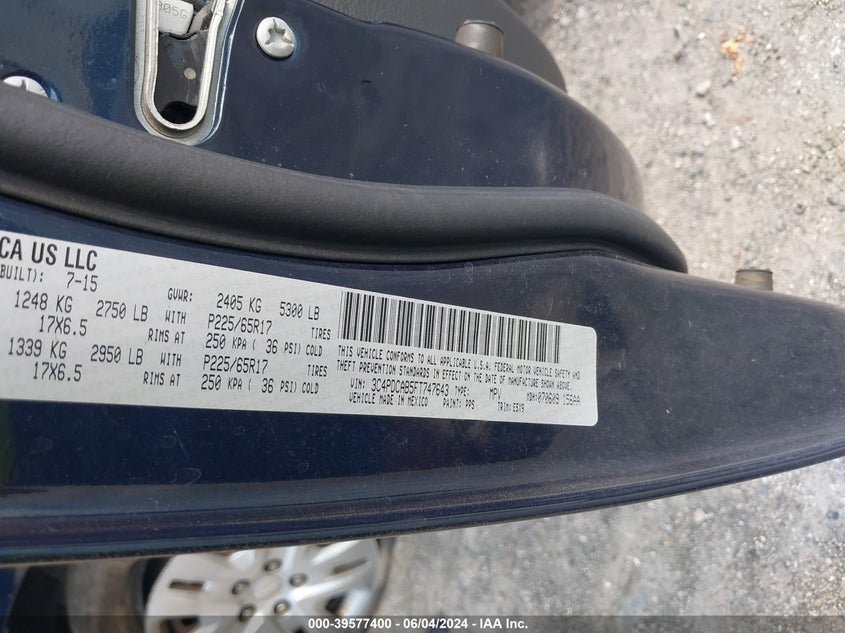 CA US LLC
BUILT): 7-15
GVWR: 2405 KG 5300 LB
1248 KG 2750 LB WITH P225/65R17 TIRES
17X6.5 RIMS AT 250 KPA ( 36 PSI) COLD
1339 KG 2950 LB WITH P225/65R17 TIRES
17X6.5 RIMS AT 250 KPA ( 36 PSI) COLD
THIS VEHICLE CONFORMS TO ALL APPLICABLE U.S.A. FEDERAL MOTOR VEHICLE SAFETY AND
THEFT PREVENTION STANDARDS IN EFFECT ON THE DATE OF MANUFACTURE SHOWN ABOVE.
VIN: 3C4PDCAB5FT747643 TYPE: MPV MDH: 070609 156AA
VEHICLE MADE IN MEXICO PAINT: PPS TRIM: E5X9
000-39577400 - 06/04/2024 - IAA Inc.